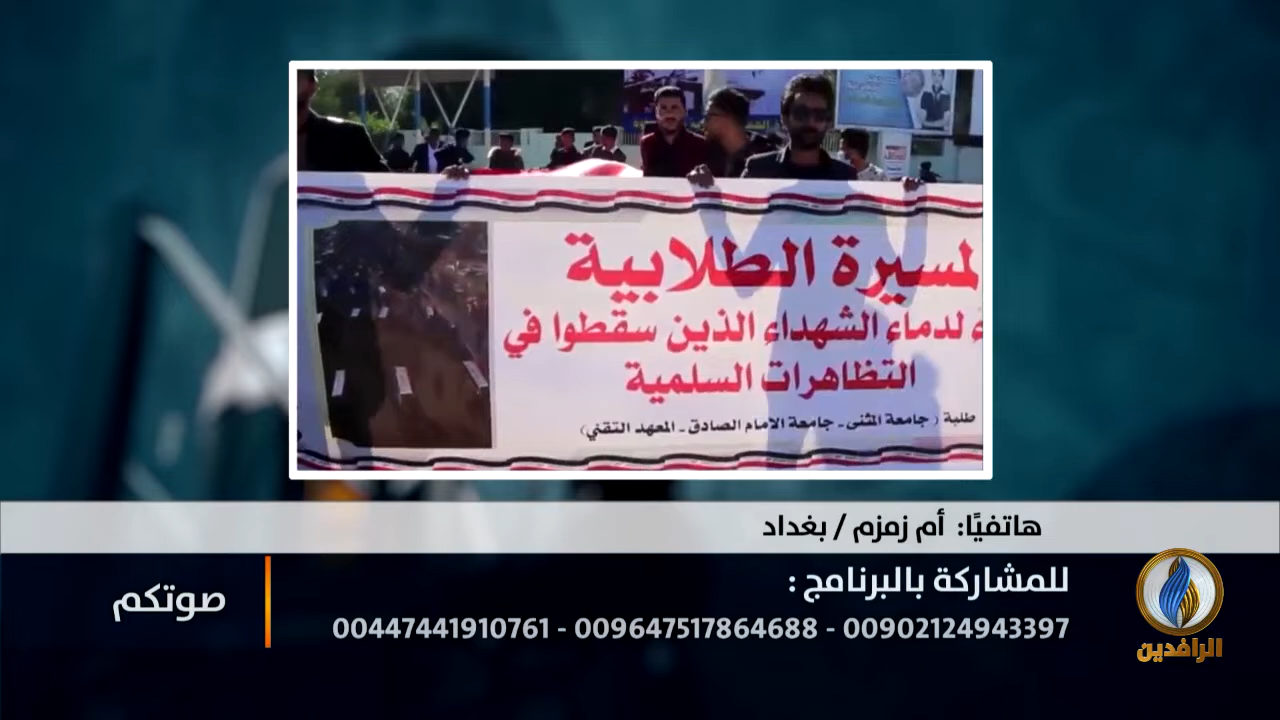 لمسيرة الطلابية
ء لدماء الشهداء الذين سقطوا في
التظاهرات السلمية
طلبة ( جامعة المثنى - جامعة الامام الصادق - المعهد التقني)
هاتفيًا: أم زمزم / بغداد
للمشاركة بالبرنامج :
00447441910761 - 009647517864688 - 00902124943397
صوتكم
الرافدين